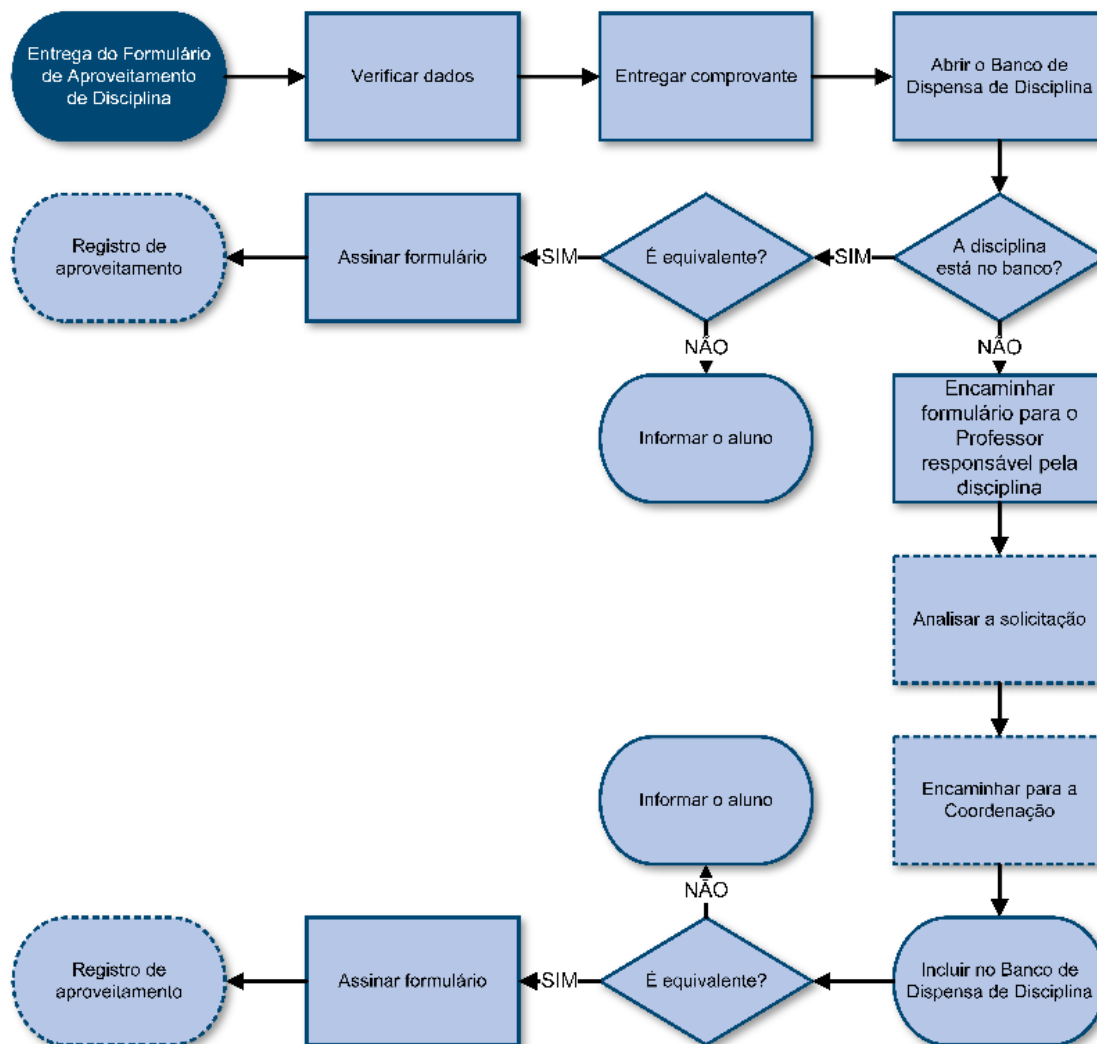 Entrega do Formulário
de Aproveitamento
de Disciplina
Verificar dados
Entregar comprovante
Abrir o Banco de
Dispensa de Disciplina
Registro de
aproveitamento
Assinar formulário
SIM
É equivalente?
SIM
A disciplina
está no banco?
NÃO
NÃO
Informar o aluno
Encaminhar
formulário para o
Professor
responsável pela
disciplina
Analisar a solicitação
Informar o aluno
Encaminhar para a
Coordenação
NÃO
Registro de
aproveitamento
Assinar formulário
SIM
É equivalente?
Incluir no Banco de
Dispensa de Disciplina